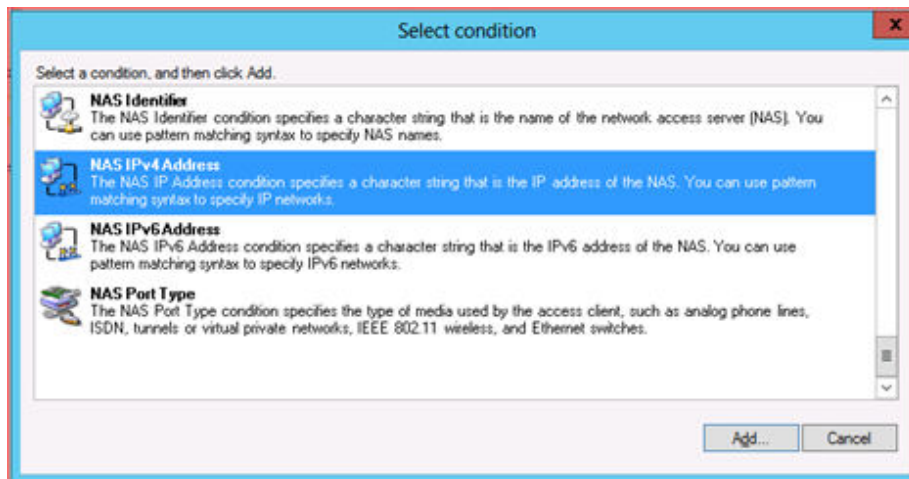 Select condition
x
Select a condition, and then click Add.
NAS Identifier
The NAS Identifier condition specifies a character string that is the name of the network access server (NAS). You
can use pattern matching syntax to specify NAS names.
NAS IPv4 Address
The NAS IP Address condition specifies a character string that is the IP address of the NAS. You can use pattern
matching syntax to specify IP networks.
NAS IPv6 Address
The NAS IPv6 Address condition specifies a character string that is the IPv6 address of the NAS. You can use
pattern matching syntax to specify IPv6 networks.
NAS Port Type
The NAS Port Type condition specifies the type of media used by the access client, such as analog phone lines,
ISDN, tunnels or virtual private networks, IEEE 802.11 wireless, and Ethernet switches.
Add... Cancel